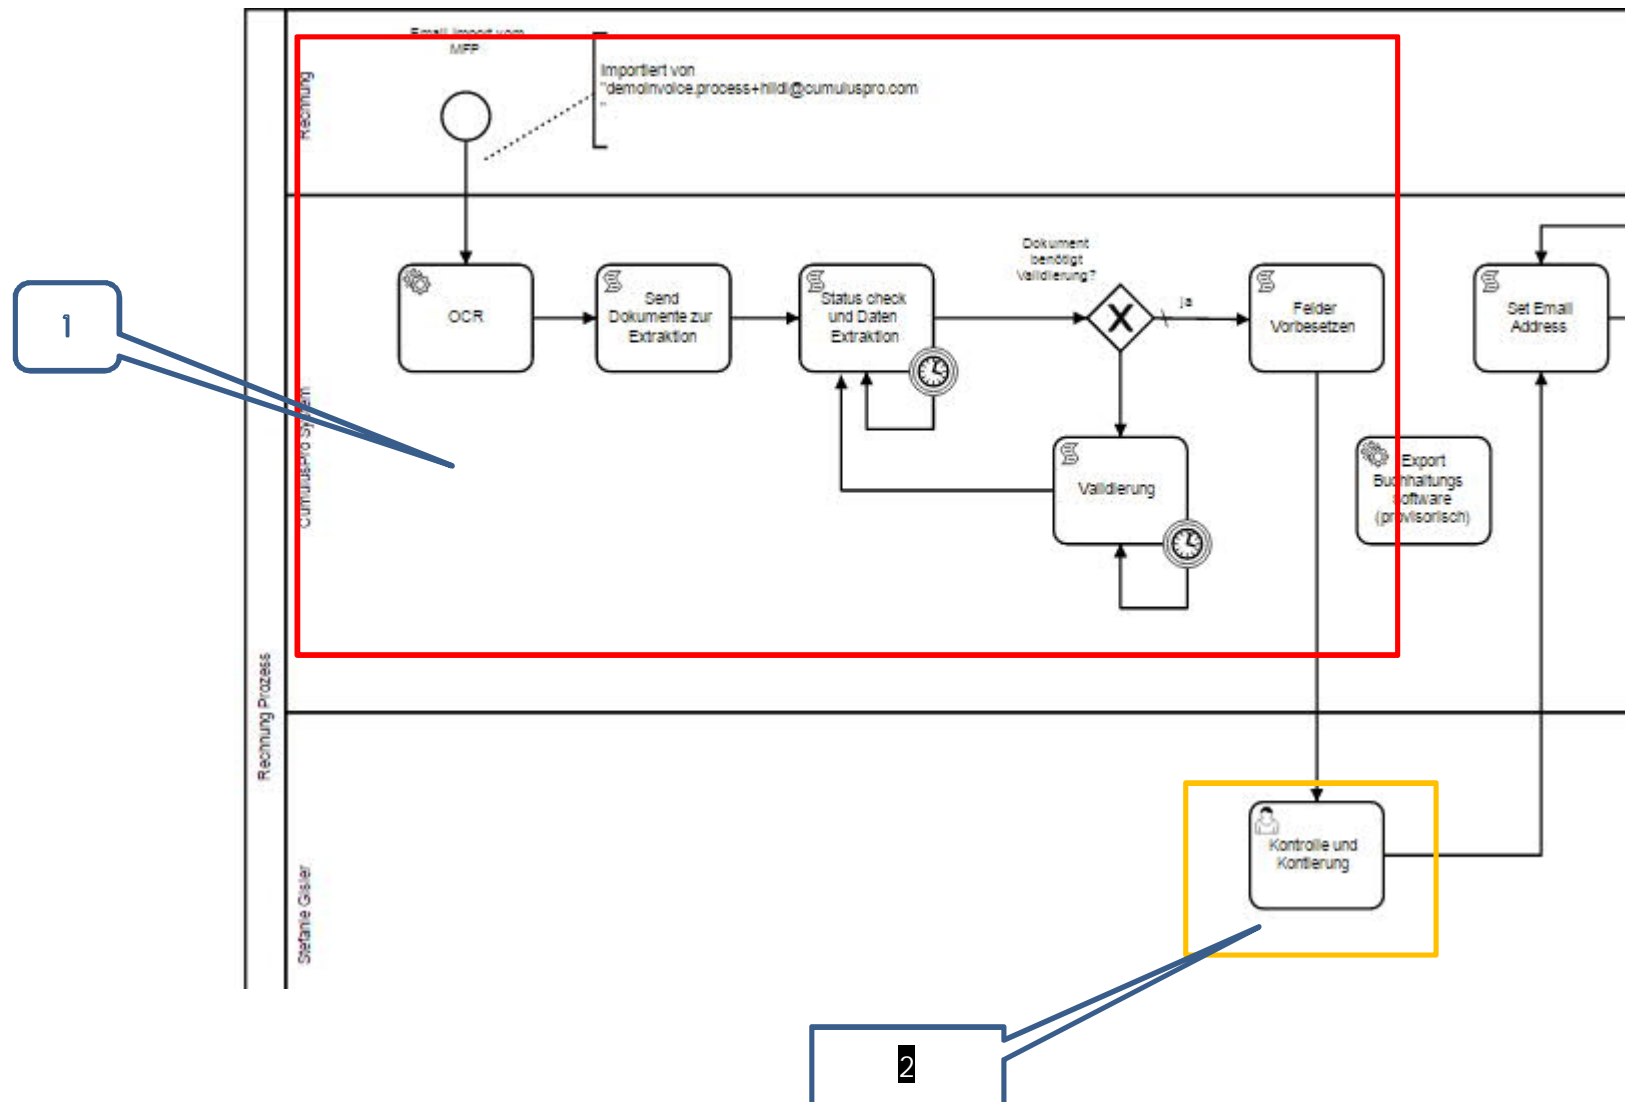 Email Import vom
MFP
Importiert von
"demoinvoice.process+hildi@cumuluspro.com
"
Rechnung
Dokument
benötigt
Validierung?
OCR
Send
Dokumente zur
Extraktion
Status check
und Daten
Extraktion
ja
Felder
Vorbesetzen
Set Email
Address
1
CumulusPro System
Validierung
Export
Buchhaltungs
software
(provisorisch)
Rechnung Prozess
Kontrolle und
Kontierung
Stefanie Gisler
2